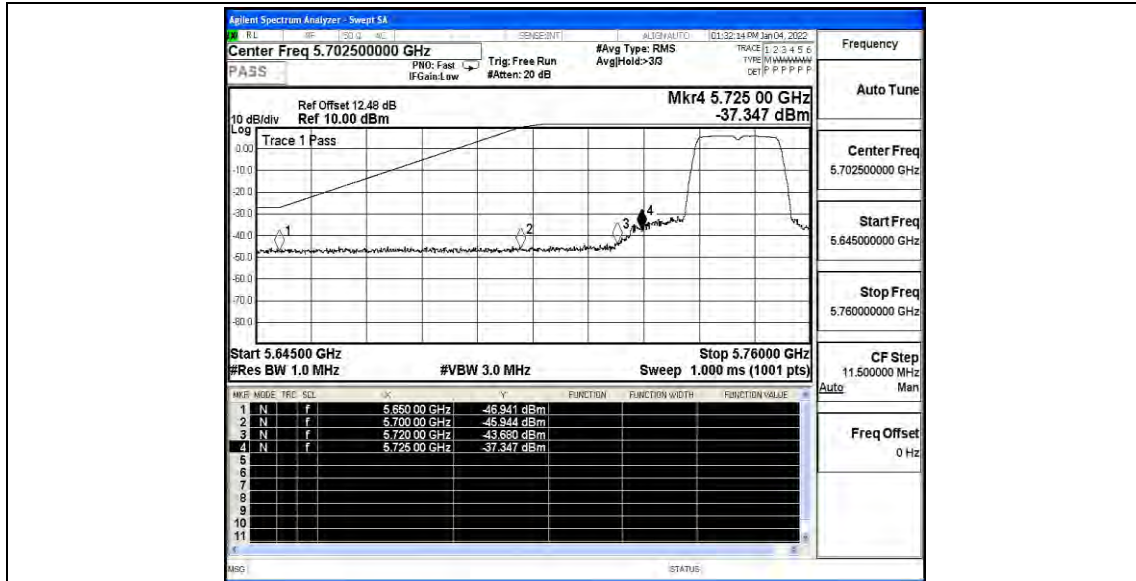 Agilent Spectrum Analyzer - Swept SA
RL RF 50 Ω AC SENSE:INT ALIGNAUTO 01:32:14 PM Jan 04, 2022
Center Freq 5.702500000 GHz #Avg Type: RMS TRACE 1 2 3 4 5 6
PNO: Fast Trig: Free Run Avg|Hold:>3/3 TYPE M WWWWW
PASS IFGain:Low #Atten: 20 dB DET P P P P P P
Frequency
Auto Tune
Mkr4 5.725 00 GHz
Ref Offset 12.48 dB
10 dB/div Ref 10.00 dBm -37.347 dBm
Log
Trace 1 Pass
0.00
-10.0
-20.0
-30.0
-40.0
-50.0
-60.0
-70.0
-80.0
1
2
3
4
Start 5.64500 GHz Stop 5.76000 GHz
#Res BW 1.0 MHz #VBW 3.0 MHz Sweep 1.000 ms (1001 pts)
MKR MODE TRC SCL X Y FUNCTION FUNCTION WIDTH FUNCTION VALUE
1 N f 5.650 00 GHz -46.941 dBm
2 N f 5.700 00 GHz -45.944 dBm
3 N f 5.720 00 GHz -43.680 dBm
4 N f 5.725 00 GHz -37.347 dBm
5
6
7
8
9
10
11
Center Freq
5.702500000 GHz
Start Freq
5.645000000 GHz
Stop Freq
5.760000000 GHz
CF Step
11.500000 MHz
Auto Man
Freq Offset
0 Hz
MSG STATUS